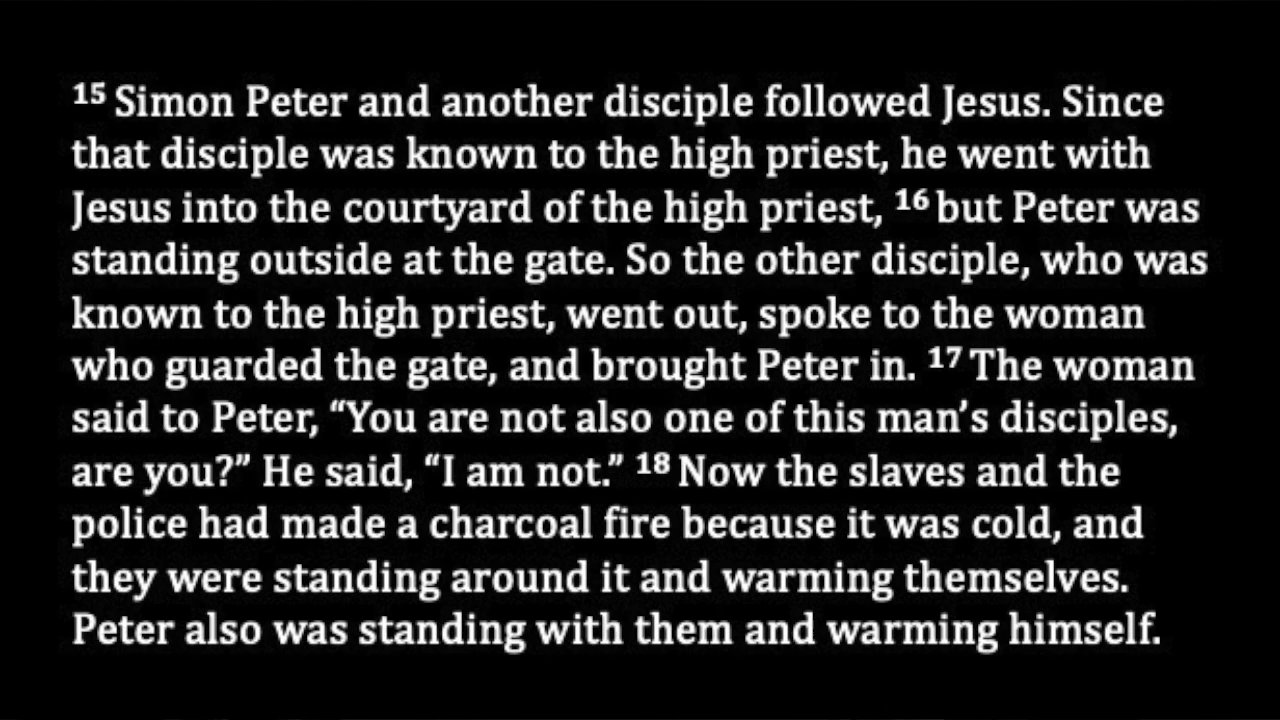 15 Simon Peter and another disciple followed Jesus. Since
that disciple was known to the high priest, he went with
Jesus into the courtyard of the high priest, 16 but Peter was
standing outside at the gate. So the other disciple, who was
known to the high priest, went out, spoke to the woman
who guarded the gate, and brought Peter in. 17 The woman
said to Peter, “You are not also one of this man’s disciples,
are you?” He said, “I am not.” 18 Now the slaves and the
police had made a charcoal fire because it was cold, and
they were standing around it and warming themselves.
Peter also was standing with them and warming himself.